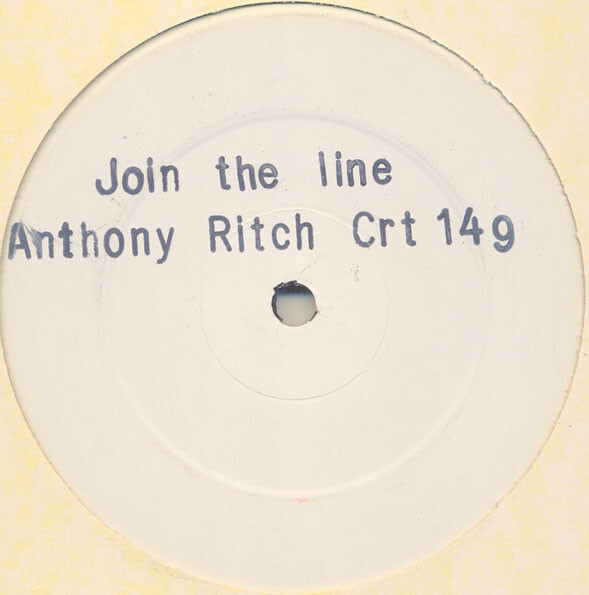 Join the line
Anthony Ritch Crt 149